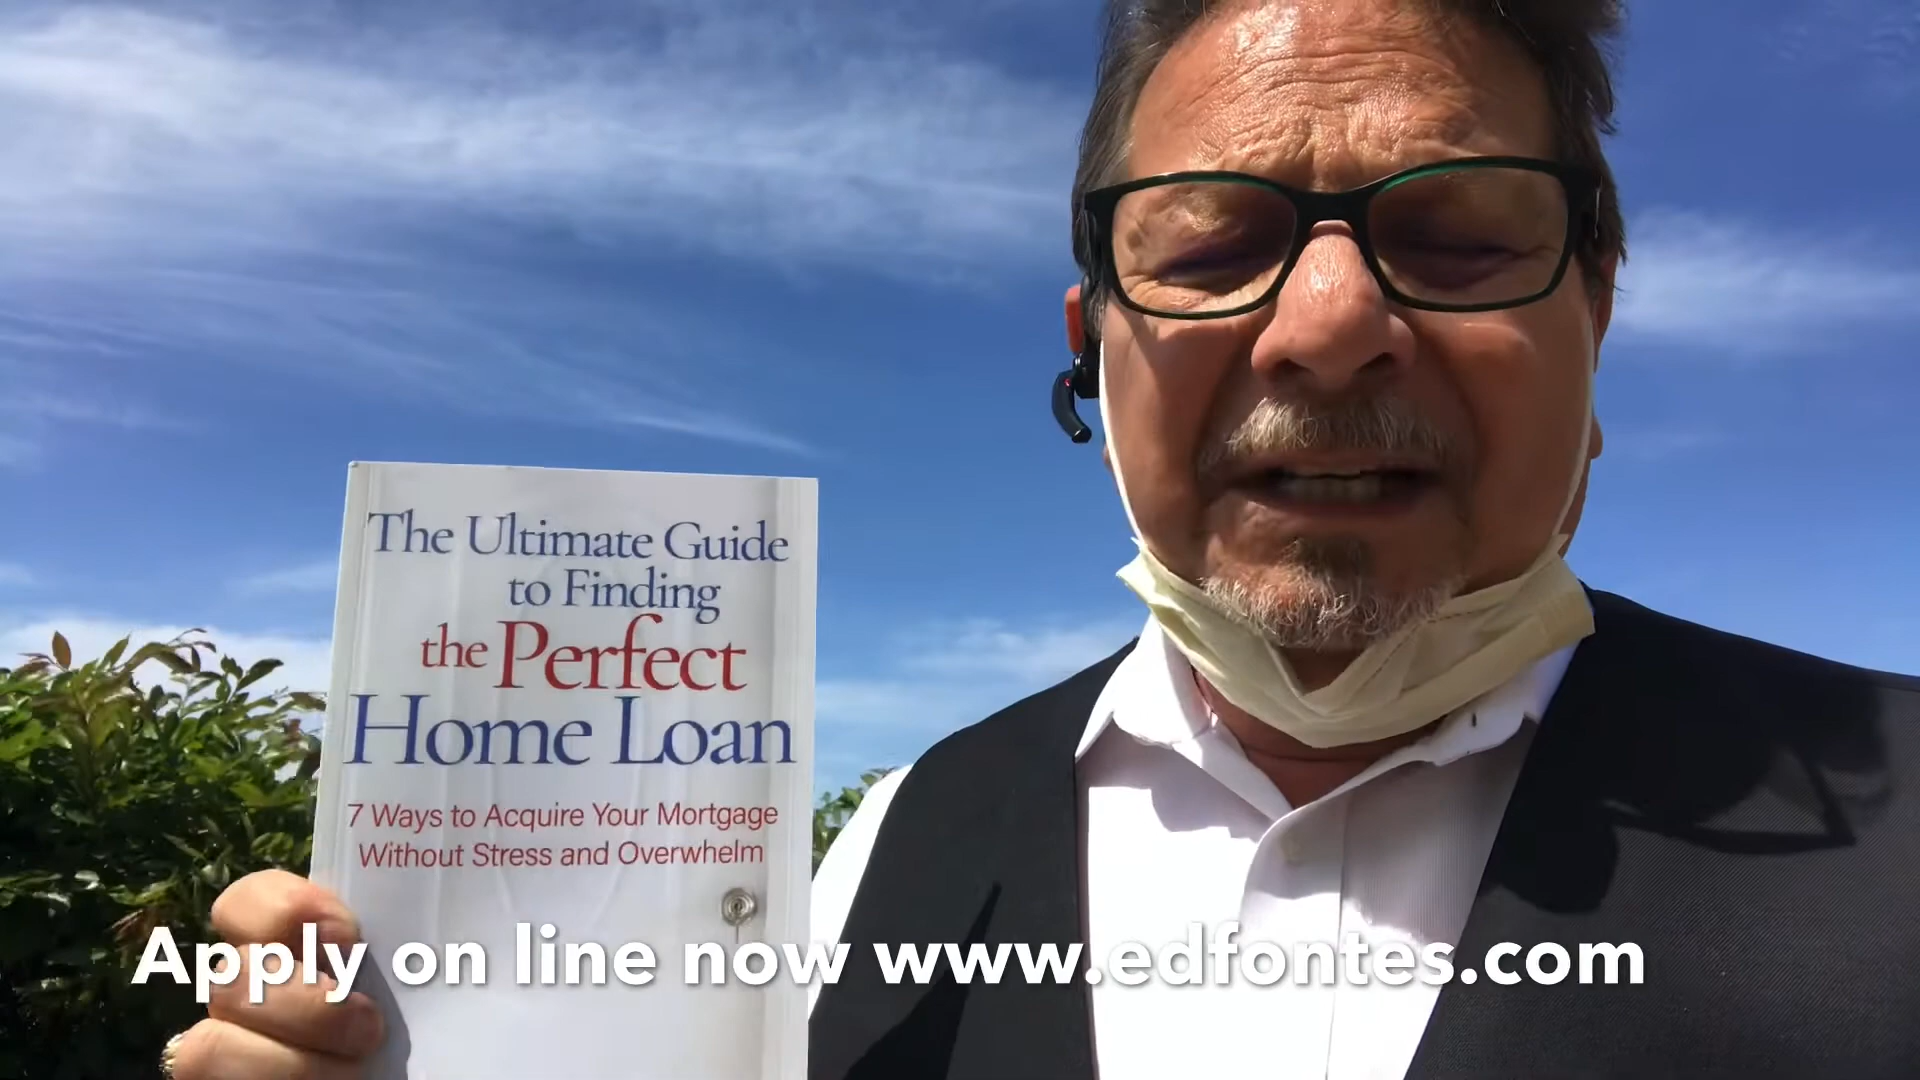 The Ultimate Guide
to Finding
the Perfect
Home Loan
7 Ways to Acquire Your Mortgage
Without Stress and Overwhelm
Apply on line now www.edfontes.com